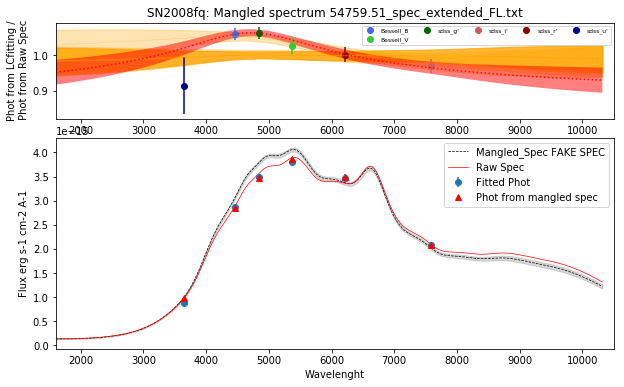 SN2008fq: Mangled spectrum 54759.51_spec_extended_FL.txt
Phot from LCfitting /
Phot from Raw Spec
1.0
0.9
Bessell_B
Bessell_V
sdss_g'
sdss_i'
sdss_r'
sdss_u'
2000 3000 4000 5000 6000 7000 8000 9000 10000
Flux erg s-1 cm-2 A-1
4.0
3.5
3.0
2.5
2.0
1.5
1.0
0.5
0.0
Mangled_Spec FAKE SPEC
Raw Spec
Fitted Phot
Phot from mangled spec
2000 3000 4000 5000 6000 7000 8000 9000 10000
Wavelenght